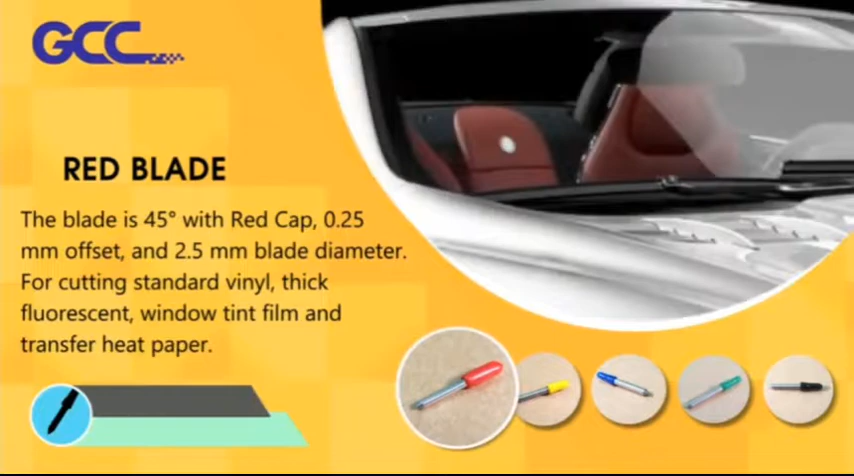 GCC
RED BLADE
The blade is 45° with Red Cap, 0.25
mm offset, and 2.5 mm blade diameter.
For cutting standard vinyl, thick
fluorescent, window tint film and
transfer heat paper.